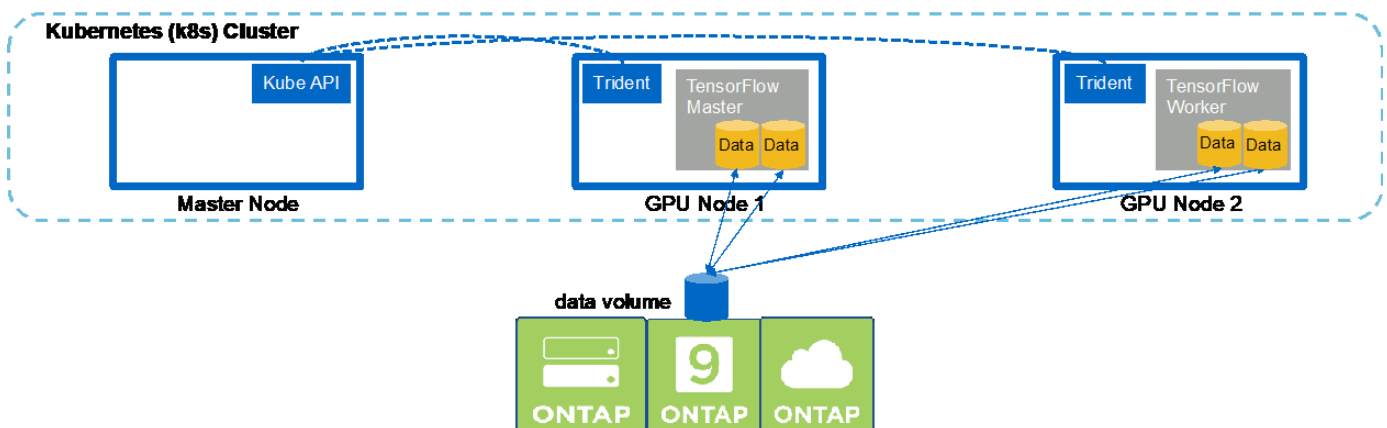 Kubernetes (k8s) Cluster
Kube API
Master Node
Trident
TensorFlow
Master
Data
Data
GPU Node 1
Trident
TensorFlow
Worker
Data
Data
GPU Node 2
data volume
ONTAP
9
ONTAP
ONTAP